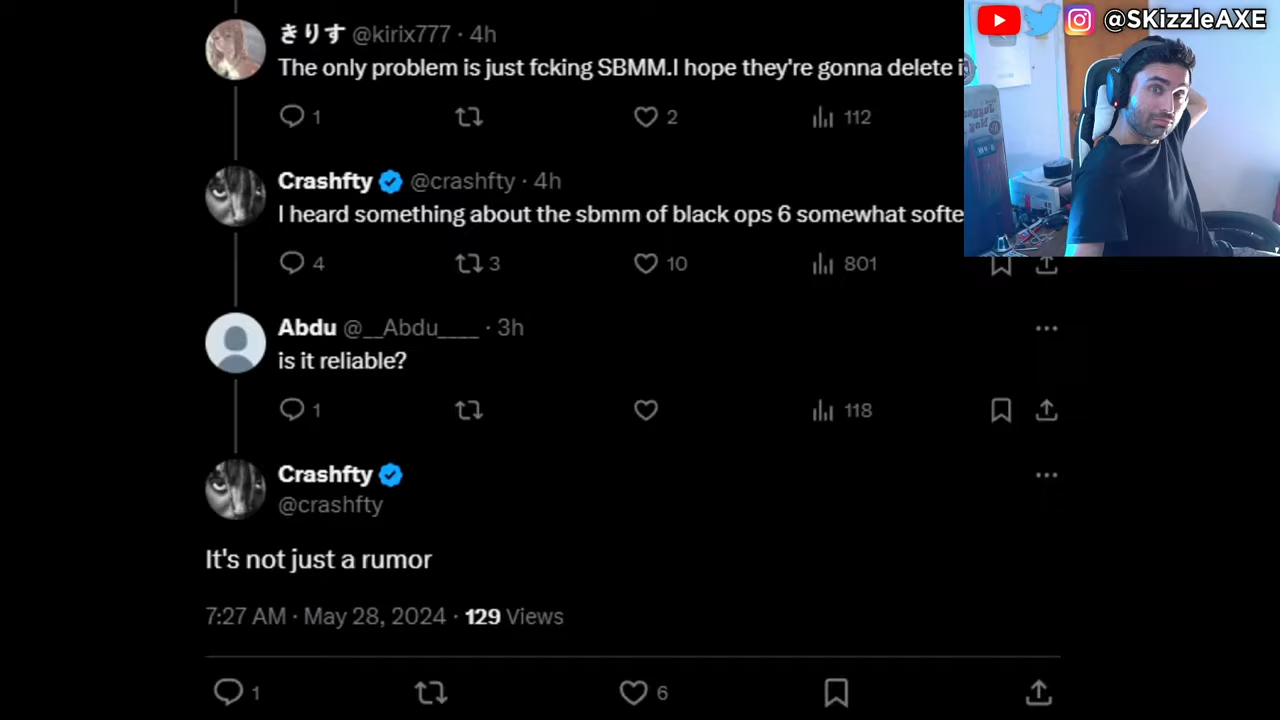 きりす @kirix777 · 4h
The only problem is just fcking SBMM.I hope they're gonna delete
1 2 112
Crashfty @crashfty · 4h
I heard something about the sbmm of black ops 6 somewhat softe
4 3 10 801
Abdu @__Abdu____ · 3h
is it reliable?
1 118
Crashfty
@crashfty
It's not just a rumor
7:27 AM · May 28, 2024 · 129 Views
1 6
@SKizzleAXE